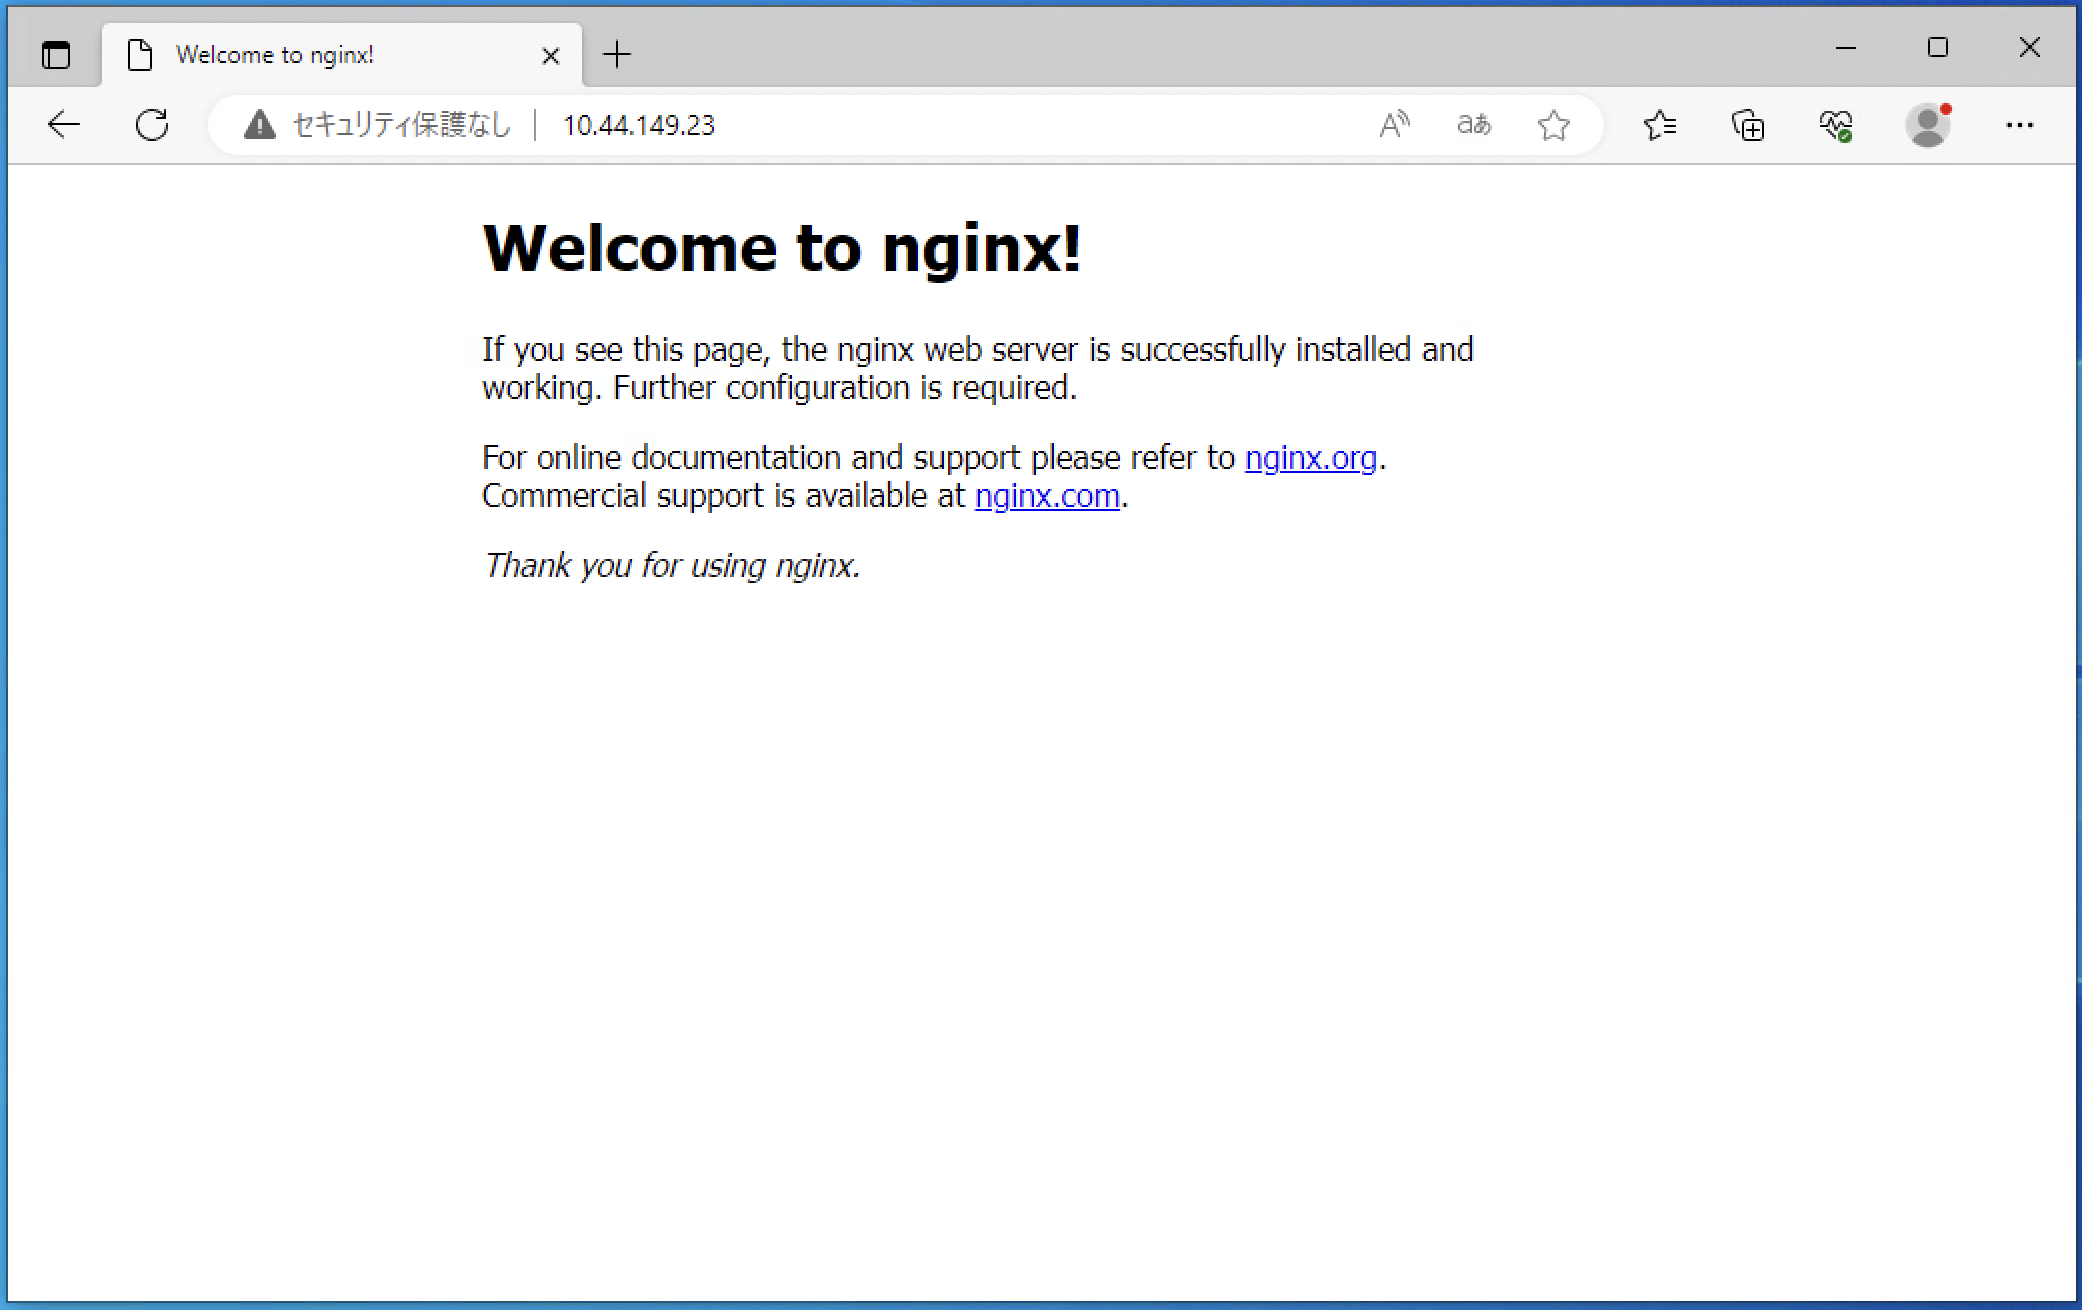 Welcome to nginx!
セキュリティ保護なし 10.44.149.23
aあ
Welcome to nginx!
If you see this page, the nginx web server is successfully installed and
working. Further configuration is required.
For online documentation and support please refer to nginx.org.
Commercial support is available at nginx.com.
Thank you for using nginx.